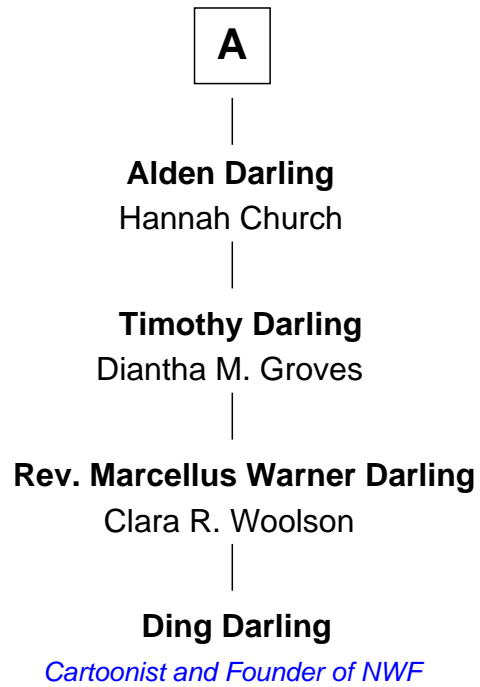 A
Alden Darling
Hannah Church
Timothy Darling
Diantha M. Groves
Rev. Marcellus Warner Darling
Clara R. Woolson
Ding Darling
Cartoonist and Founder of NWF